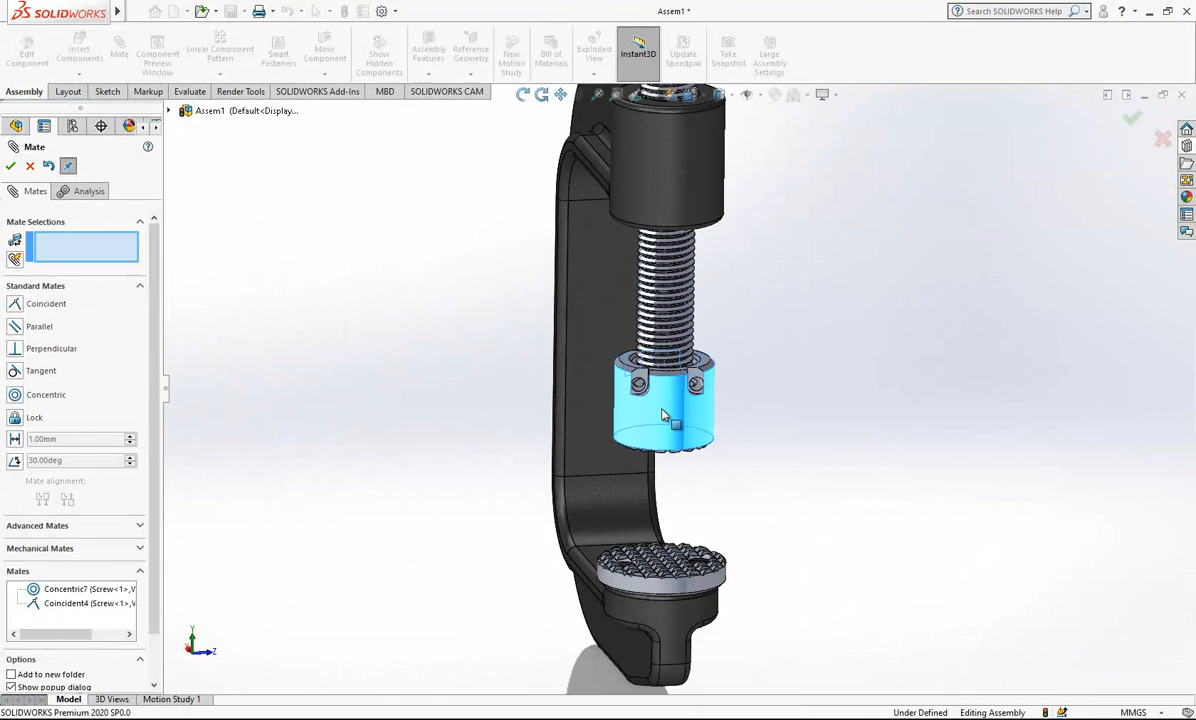 SOLIDWORKS
Assem1 *
Search SOLIDWORKS Help
Edit Component
Insert Components
Mate
Component Preview Window
Linear Component Pattern
Smart Fasteners
Move Component
Show Hidden Components
Assembly Features
Reference Geometry
New Motion Study
Bill of Materials
Exploded View
Instant3D
Update Speedpak
Take Snapshot
Large Assembly Settings
Assembly
Layout
Sketch
Markup
Evaluate
Render Tools
SOLIDWORKS Add-Ins
MBD
SOLIDWORKS CAM
Assem1 (Default<Display...
Mate
Mates
Analysis
Mate Selections
Standard Mates
Coincident
Parallel
Perpendicular
Tangent
Concentric
Lock
1.00mm
30.00deg
Mate alignment:
Advanced Mates
Mechanical Mates
Mates
Concentric7 (Screw<1>,V
Coincident4 (Screw<1>,V
Options
Add to new folder
Show popup dialog
Y
Z
Model
3D Views
Motion Study 1
SOLIDWORKS Premium 2020 SP0.0
Under Defined
Editing Assembly
MMGS